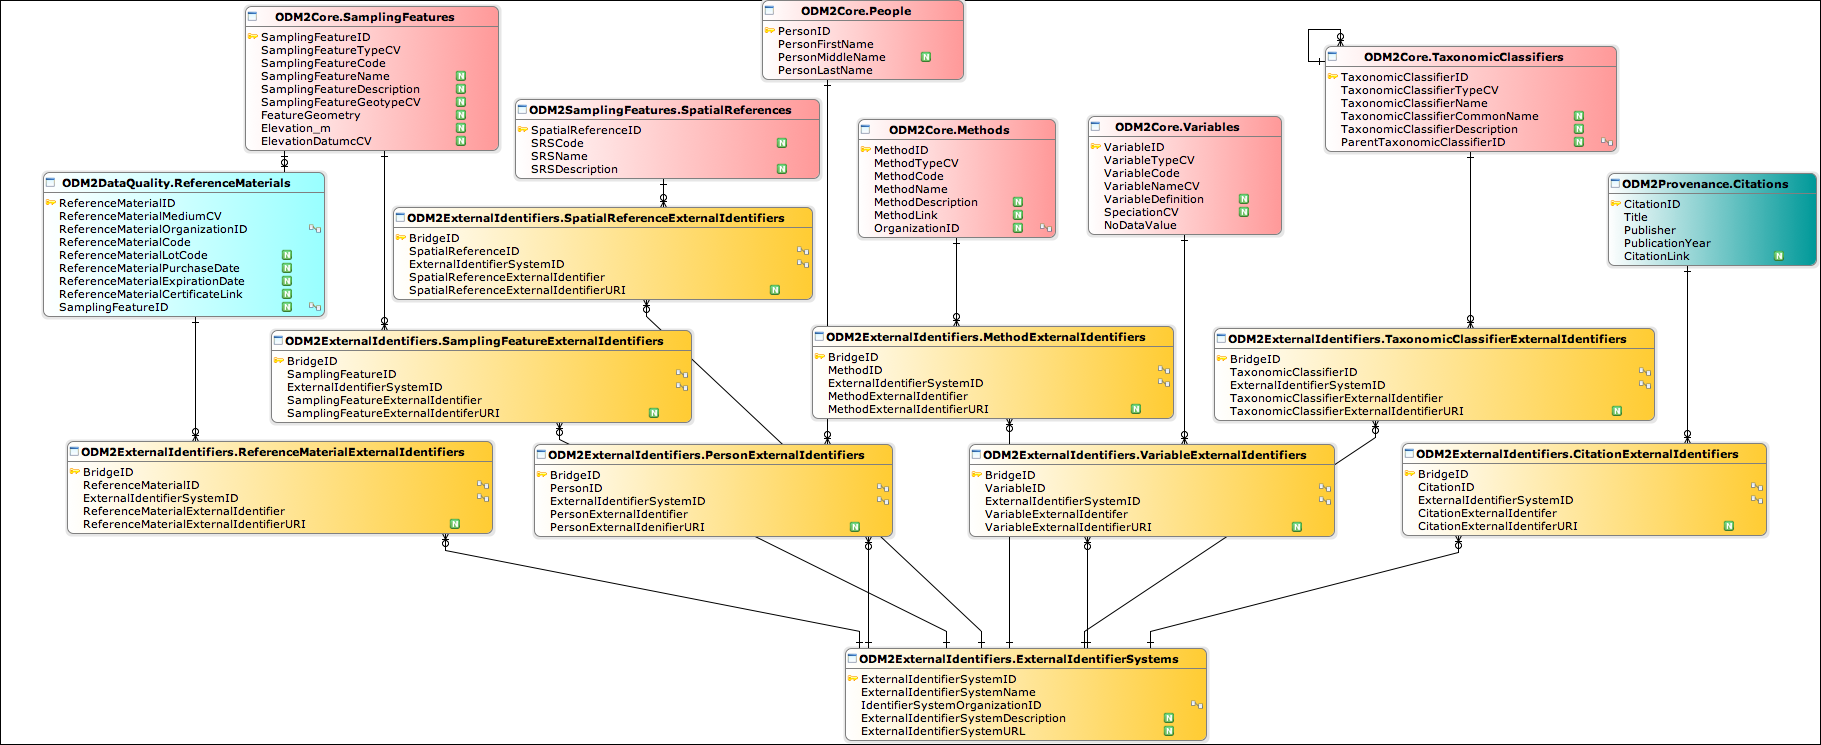 ODM2Core.SamplingFeatures
SamplingFeatureID
SamplingFeatureTypeCV
SamplingFeatureCode
SamplingFeatureName N
SamplingFeatureDescription N
SamplingFeatureGeotypeCV N
FeatureGeometry N
Elevation_m N
ElevationDatumcCV N
ODM2Core.People
PersonID
PersonFirstName
PersonMiddleName N
PersonLastName
ODM2Core.TaxonomicClassifiers
TaxonomicClassifierID
TaxonomicClassifierTypeCV
TaxonomicClassifierName
TaxonomicClassifierCommonName N
TaxonomicClassifierDescription N
ParentTaxonomicClassifierID N
ODM2SamplingFeatures.SpatialReferences
SpatialReferenceID
SRSCode N
SRSName
SRSDescription N
ODM2Core.Methods
MethodID
MethodTypeCV
MethodCode
MethodName
MethodDescription N
MethodLink N
OrganizationID N
ODM2Core.Variables
VariableID
VariableTypeCV
VariableCode
VariableNameCV
VariableDefinition N
SpeciationCV N
NoDataValue
ODM2DataQuality.ReferenceMaterials
ReferenceMaterialID
ReferenceMaterialMediumCV
ReferenceMaterialOrganizationID
ReferenceMaterialCode
ReferenceMaterialLotCode N
ReferenceMaterialPurchaseDate N
ReferenceMaterialExpirationDate N
ReferenceMaterialCertificateLink N
SamplingFeatureID N
ODM2Provenance.Citations
CitationID
Title
Publisher
PublicationYear
CitationLink N
ODM2ExternalIdentifiers.SpatialReferenceExternalIdentifiers
BridgeID
SpatialReferenceID
ExternalIdentifierSystemID
SpatialReferenceExternalIdentifier
SpatialReferenceExternalIdentifierURI N
ODM2ExternalIdentifiers.SamplingFeatureExternalIdentifiers
BridgeID
SamplingFeatureID
ExternalIdentifierSystemID
SamplingFeatureExternalIdentifier
SamplingFeatureExternalIdentiferURI N
ODM2ExternalIdentifiers.MethodExternalIdentifiers
BridgeID
MethodID
ExternalIdentifierSystemID
MethodExternalIdentifier
MethodExternalIdentifierURI N
ODM2ExternalIdentifiers.TaxonomicClassifierExternalIdentifiers
BridgeID
TaxonomicClassifierID
ExternalIdentifierSystemID
TaxonomicClassifierExternalIdentifier
TaxonomicClassifierExternalIdentifierURI N
ODM2ExternalIdentifiers.ReferenceMaterialExternalIdentifiers
BridgeID
ReferenceMaterialID
ExternalIdentifierSystemID
ReferenceMaterialExternalIdentifier
ReferenceMaterialExternalIdentifierURI N
ODM2ExternalIdentifiers.PersonExternalIdentifiers
BridgeID
PersonID
ExternalIdentifierSystemID
PersonExternalIdentifier
PersonExternalIdenifierURI N
ODM2ExternalIdentifiers.VariableExternalIdentifiers
BridgeID
VariableID
ExternalIdentifierSystemID
VariableExternalIdentifer
VariableExternalIdentifierURI N
ODM2ExternalIdentifiers.CitationExternalIdentifiers
BridgeID
CitationID
ExternalIdentifierSystemID
CitationExternalIdentifer
CitationExternalIdentiferURI N
ODM2ExternalIdentifiers.ExternalIdentifierSystems
ExternalIdentifierSystemID
ExternalIdentifierSystemName
IdentifierSystemOrganizationID
ExternalIdentifierSystemDescription N
ExternalIdentifierSystemURL N